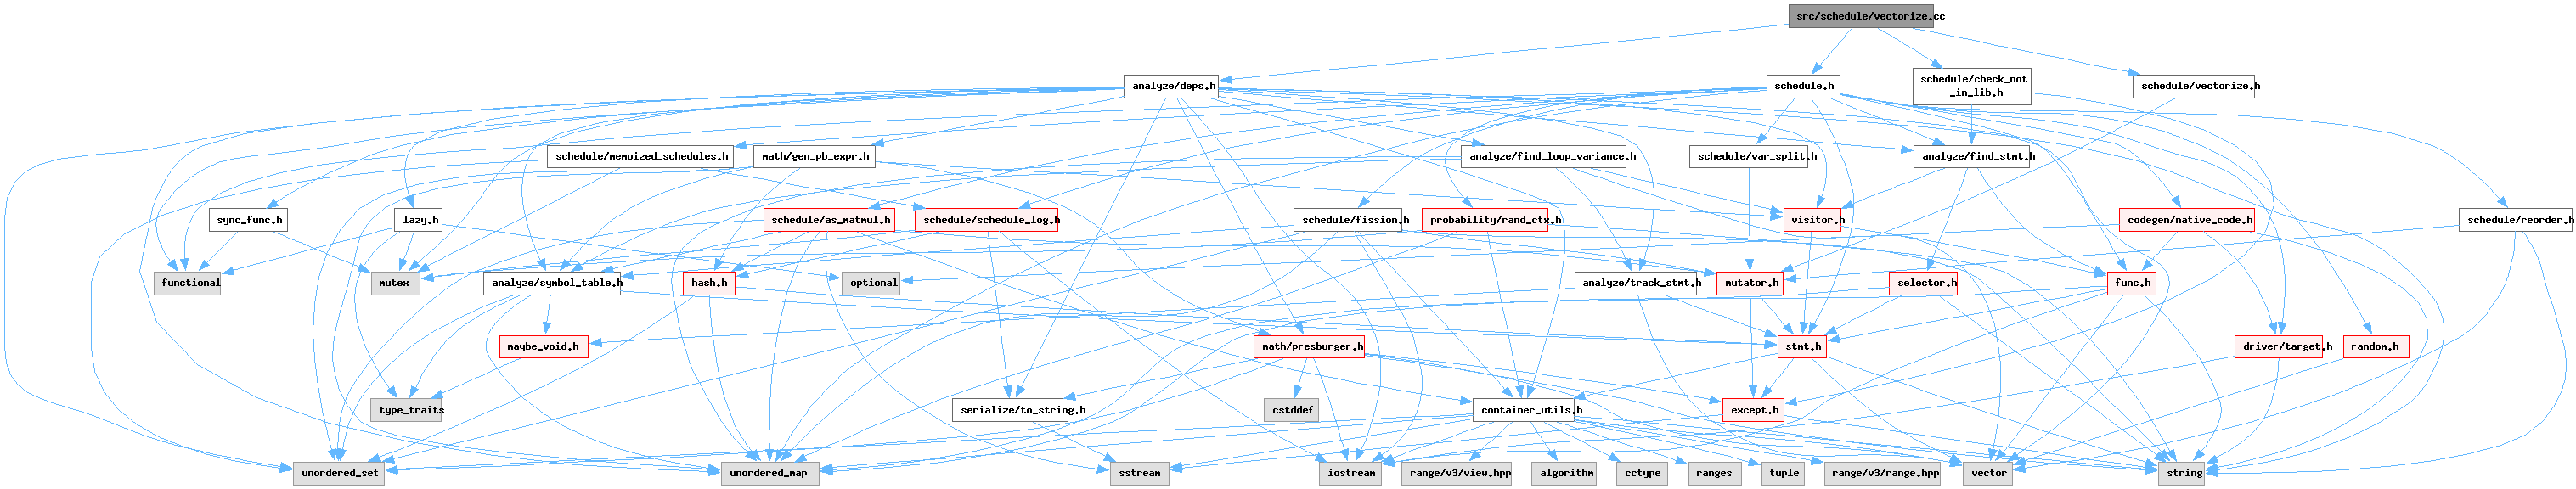 src/schedule/vectorize.cc
analyze/deps.h
schedule.h
schedule/check_not
_in_lib.h
schedule/vectorize.h
schedule/memoized_schedules.h
math/gen_pb_expr.h
analyze/find_loop_variance.h
schedule/var_split.h
analyze/find_stmt.h
sync_func.h
lazy.h
schedule/as_matmul.h
schedule/schedule_log.h
schedule/fission.h
probability/rand_ctx.h
visitor.h
codegen/native_code.h
schedule/reorder.h
functional
mutex
analyze/symbol_table.h
hash.h
optional
mutator.h
analyze/track_stmt.h
selector.h
func.h
maybe_void.h
math/presburger.h
stmt.h
driver/target.h
random.h
type_traits
serialize/to_string.h
cstddef
container_utils.h
except.h
unordered_set
unordered_map
sstream
iostream
range/v3/view.hpp
algorithm
cctype
ranges
tuple
range/v3/range.hpp
vector
string